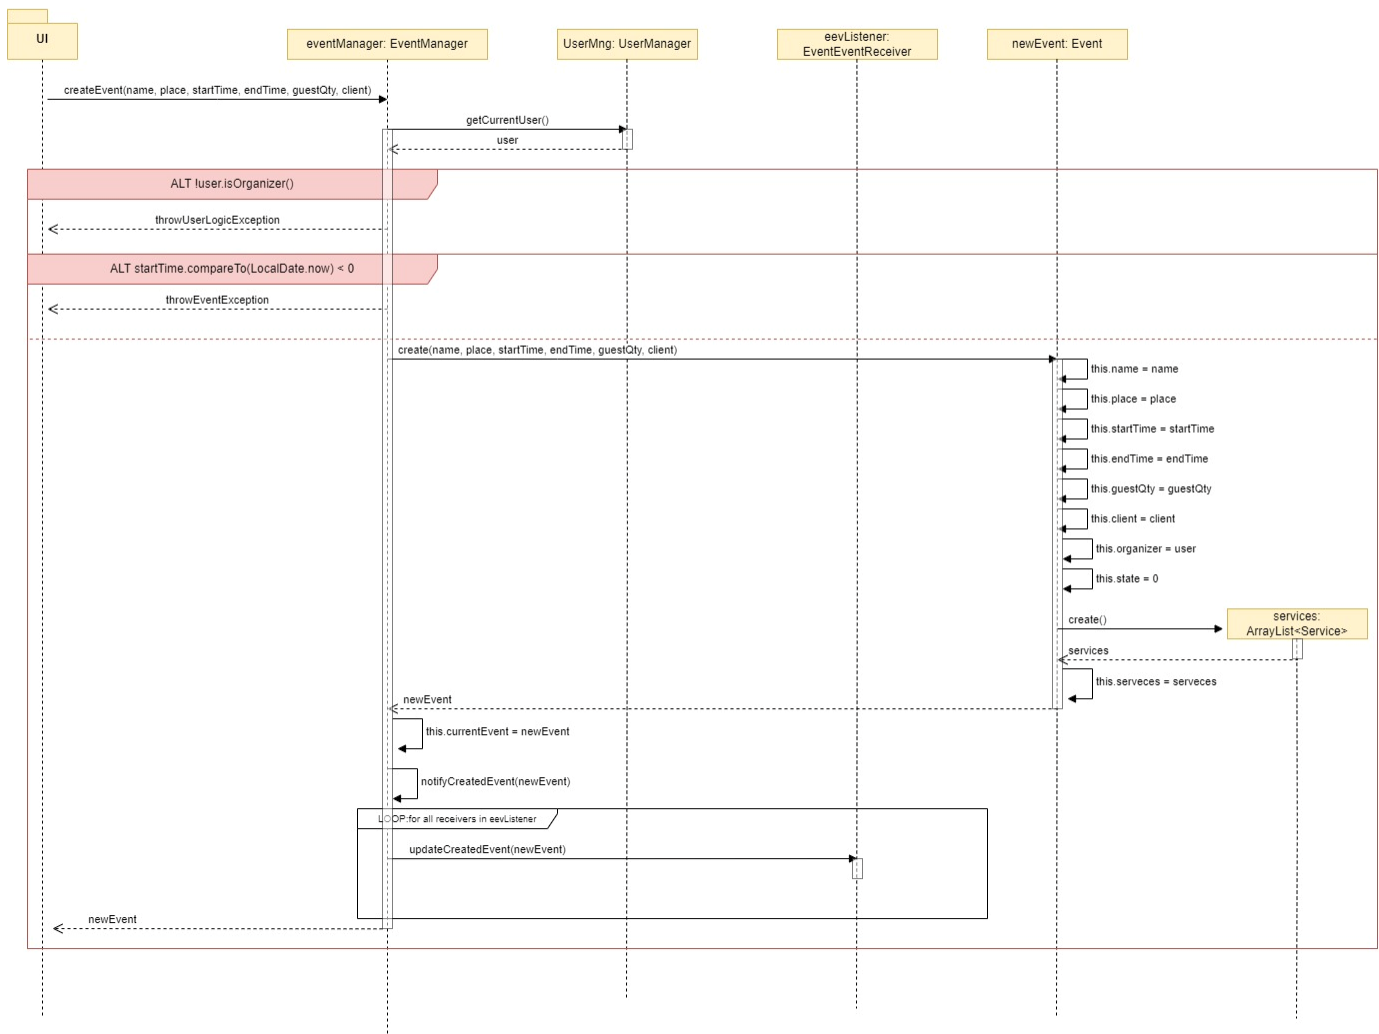 UI
eventManager: EventManager
UserMng: UserManager
eevListener:
EventEventReceiver
newEvent: Event
createEvent(name, place, startTime, endTime, guestQty, client)
getCurrentUser()
user
ALT !user.isOrganizer()
throwUserLogicException
ALT startTime.compareTo(LocalDate.now) < 0
throwEventException
create(name, place, startTime, endTime, guestQty, client)
this.name = name
this.place = place
this.startTime = startTime
this.endTime = endTime
this.guestQty = guestQty
this.client = client
this.organizer = user
this.state = 0
services:
ArrayList<Service>
create()
services
this.serveces = serveces
newEvent
this.currentEvent = newEvent
notifyCreatedEvent(newEvent)
LOOP:for all receivers in eevListener
updateCreatedEvent(newEvent)
newEvent